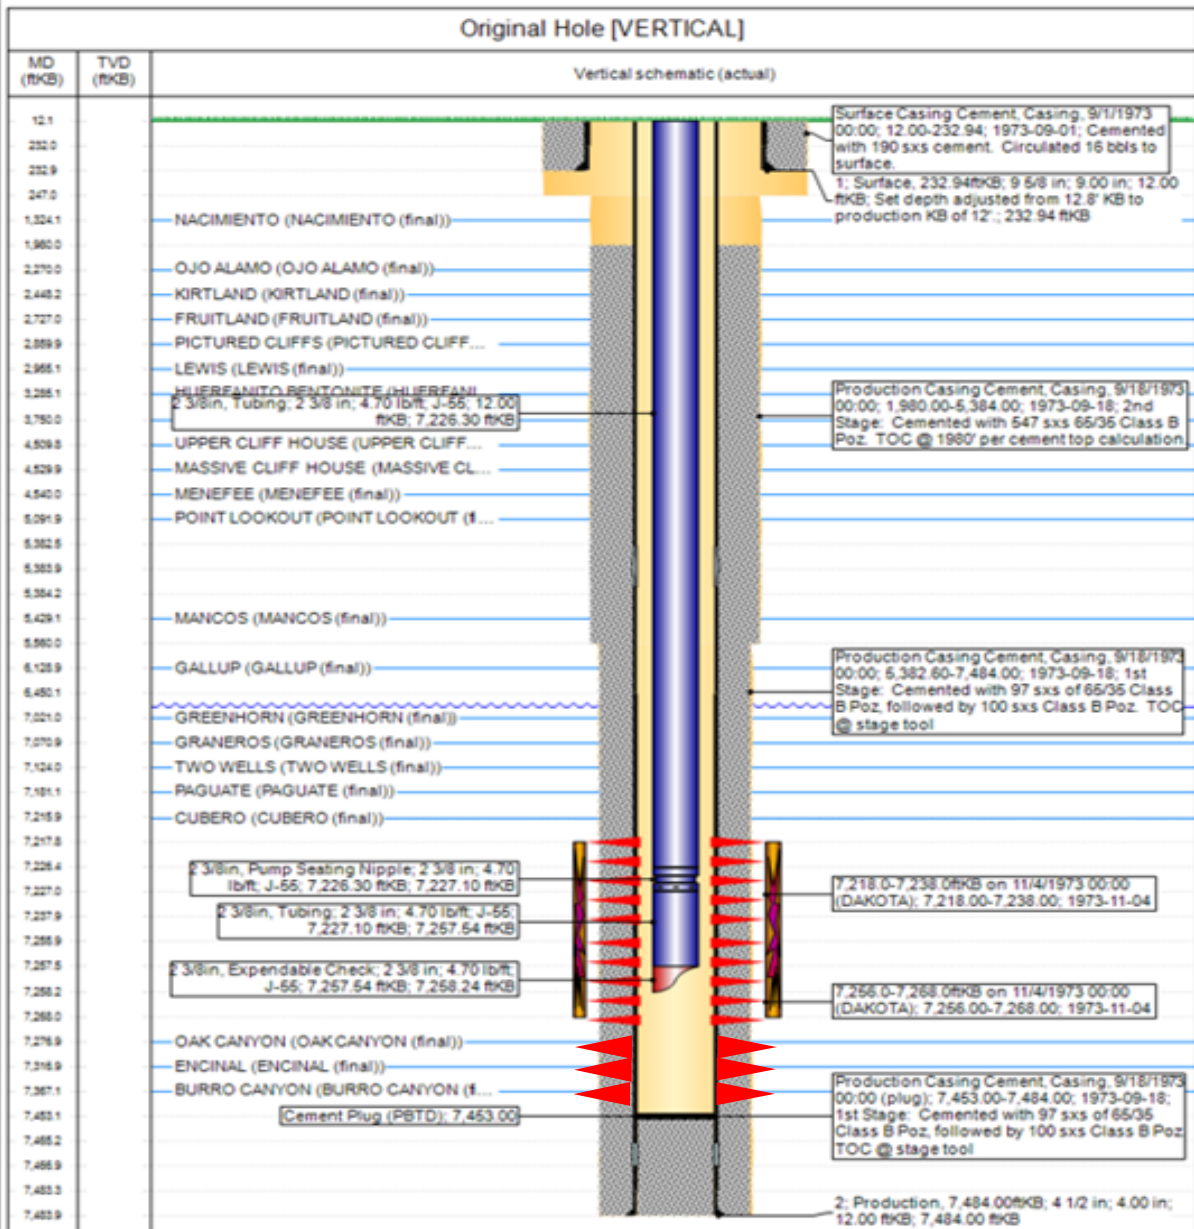 Original Hole [VERTICAL]
MD
(ftKB)
TVD
(ftKB)
Vertical schematic (actual)
12.1
232.0
232.9
247.0
1,324.1
1,980.0
2,270.0
2,448.2
2,727.0
2,889.9
2,988.1
3,750.0
4,509.8
4,529.9
4,540.0
5,091.9
5,382.5
5,383.9
5,384.2
5,429.1
5,560.0
6,128.9
6,450.1
7,021.0
7,070.9
7,124.0
7,181.1
7,215.9
7,217.8
7,226.4
7,227.0
7,237.9
7,255.9
7,257.5
7,258.2
7,268.0
7,276.9
7,316.9
7,367.1
7,453.1
7,483.3
7,483.9
NACIMIENTO (NACIMIENTO (final))
OJO ALAMO (OJO ALAMO (final))
KIRTLAND (KIRTLAND (final))
FRUITLAND (FRUITLAND (final))
PICTURED CLIFFS (PICTURED CLIFF...
LEWIS (LEWIS (final))
HUERFANITO BENTONITE (HUERFANI...
2 3/8in, Tubing; 2 3/8 in; 4.70 lb/ft; J-55; 12.00
ftKB; 7,226.30 ftKB
UPPER CLIFF HOUSE (UPPER CLIFF...
MASSIVE CLIFF HOUSE (MASSIVE CL...
MENEFEE (MENEFEE (final))
POINT LOOKOUT (POINT LOOKOUT (f...
MANCOS (MANCOS (final))
GALLUP (GALLUP (final))
GREENHORN (GREENHORN (final))
GRANEROS (GRANEROS (final))
TWO WELLS (TWO WELLS (final))
PAGUATE (PAGUATE (final))
CUBERO (CUBERO (final))
2 3/8in, Pump Seating Nipple; 2 3/8 in; 4.70
lb/ft; J-55; 7,226.30 ftKB; 7,227.10 ftKB
2 3/8in, Tubing; 2 3/8 in; 4.70 lb/ft; J-55;
7,227.10 ftKB; 7,257.54 ftKB
2 3/8in, Expendable Check; 2 3/8 in; 4.70 lb/ft;
J-55; 7,257.54 ftKB; 7,258.24 ftKB
OAK CANYON (OAK CANYON (final))
ENCINAL (ENCINAL (final))
BURRO CANYON (BURRO CANYON (f...
Cement Plug (PBTD); 7,453.00
Surface Casing Cement, Casing, 9/1/1973
00:00; 12.00-232.94; 1973-09-01; Cemented
with 190 sxs cement. Circulated 16 bbls to
surface.
1; Surface, 232.94ftKB; 9 5/8 in; 9.00 in; 12.00
ftKB; Set depth adjusted from 12.8' KB to
production KB of 12'.; 232.94 ftKB
Production Casing Cement, Casing, 9/18/1973
00:00; 1,980.00-5,384.00; 1973-09-18; 2nd
Stage: Cemented with 547 sxs 65/35 Class B
Poz. TOC @ 1980' per cement top calculation.
Production Casing Cement, Casing, 9/18/1973
00:00; 5,382.60-7,484.00; 1973-09-18; 1st
Stage: Cemented with 97 sxs of 65/35 Class
B Poz, followed by 100 sxs Class B Poz. TOC
@ stage tool
7,218.0-7,238.0ftKB on 11/4/1973 00:00
(DAKOTA); 7,218.00-7,238.00; 1973-11-04
7,256.0-7,268.0ftKB on 11/4/1973 00:00
(DAKOTA); 7,256.00-7,268.00; 1973-11-04
Production Casing Cement, Casing, 9/18/1973
00:00 (plug); 7,453.00-7,484.00; 1973-09-18;
1st Stage: Cemented with 97 sxs of 65/35
Class B Poz, followed by 100 sxs Class B Poz.
TOC @ stage tool
2; Production, 7,484.00ftKB; 4 1/2 in; 4.00 in;
12.00 ftKB; 7,484.00 ftKB